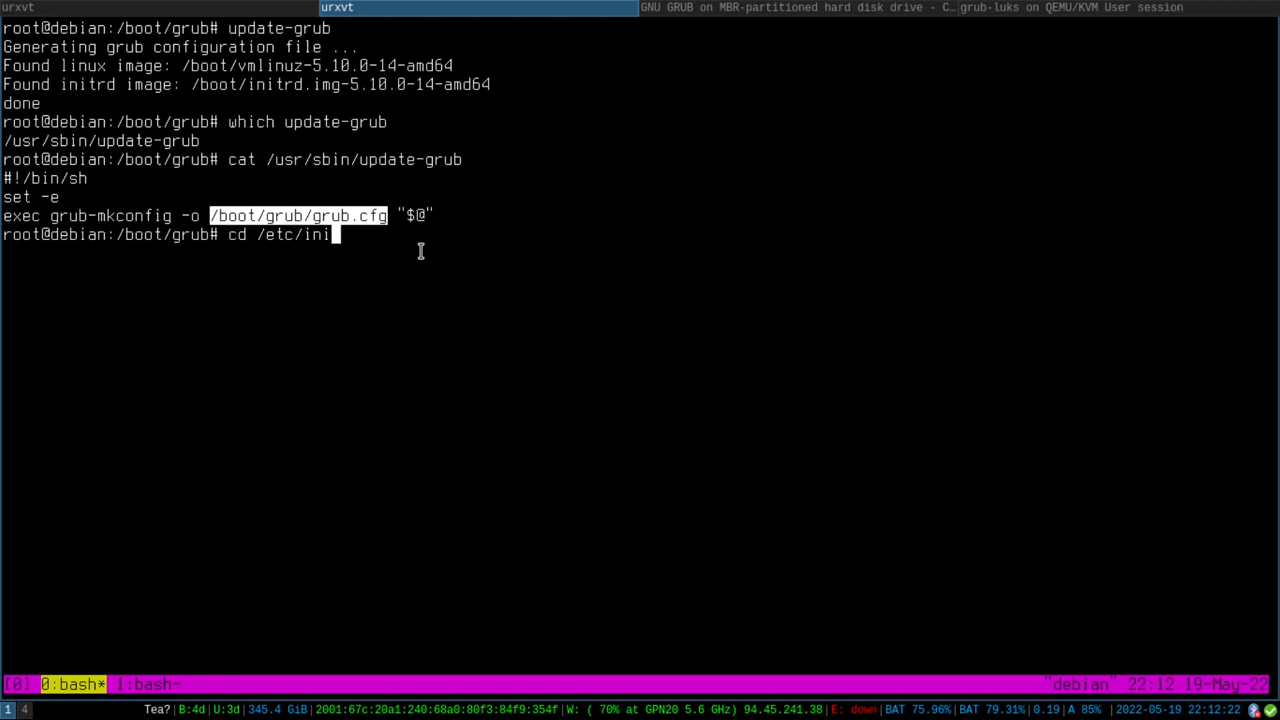 urxvt urxvt GNU GRUB on MBR-partitioned hard disk drive - C… grub-luks on QEMU/KVM User session
root@debian:/boot/grub# update-grub
Generating grub configuration file ...
Found linux image: /boot/vmlinuz-5.10.0-14-amd64
Found initrd image: /boot/initrd.img-5.10.0-14-amd64
done
root@debian:/boot/grub# which update-grub
/usr/sbin/update-grub
root@debian:/boot/grub# cat /usr/sbin/update-grub
#!/bin/sh
set -e
exec grub-mkconfig -o /boot/grub/grub.cfg "$@"
root@debian:/boot/grub# cd /etc/ini
[0] 0:bash* 1:bash- "debian" 22:12 19-May-22
1 4 Tea?|B:4d|U:3d|345.4 GiB|2001:67c:20a1:240:68a0:80f3:84f9:354f|W: ( 70% at GPN20 5.6 GHz) 94.45.241.38|E: down|BAT 75.96%|BAT 79.31%|0.19|A 85% |2022-05-19 22:12:22